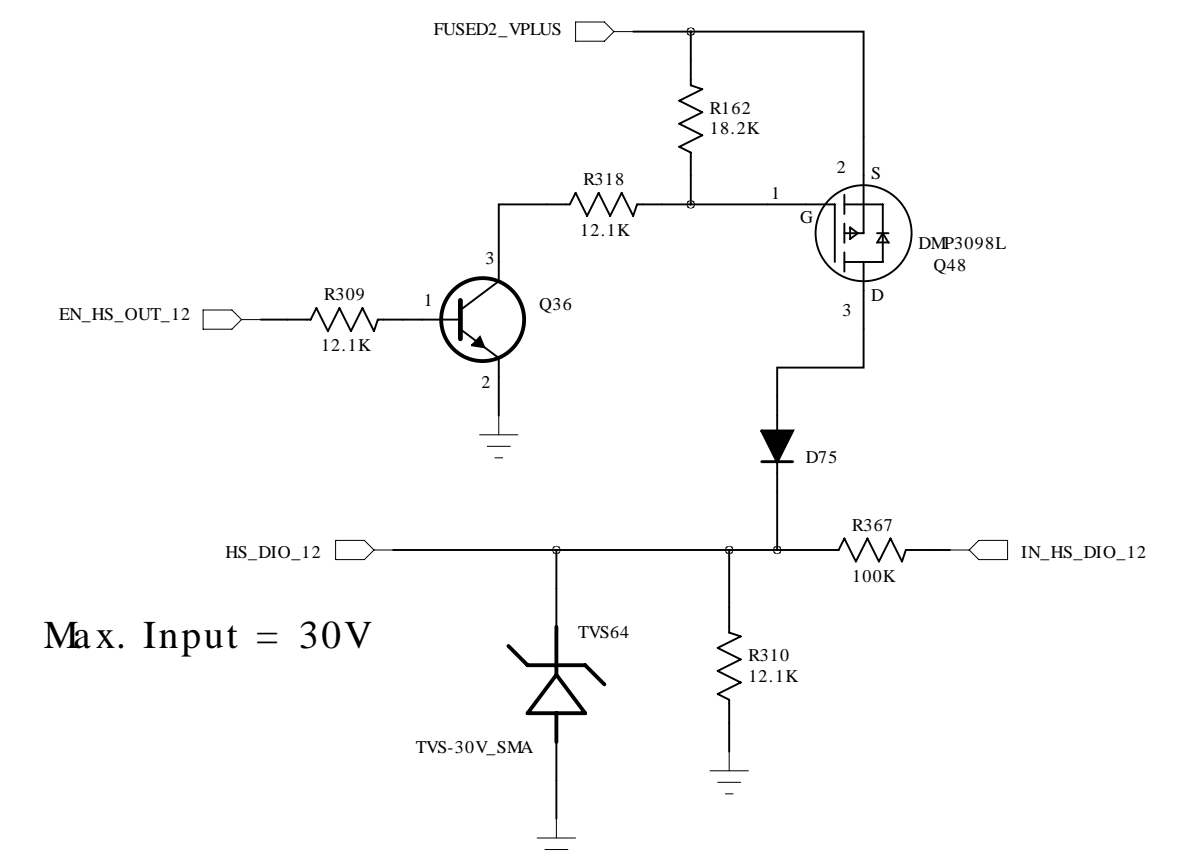 FUSED2_VPLUS
R162
18.2K
R318
12.1K
1
G
2
S
DMP3098L
Q48
D
3
3
Q36
EN_HS_OUT_12
R309
12.1K
1
2
D75
HS_DIO_12
R367
100K
IN_HS_DIO_12
Max. Input = 30V
TVS64
TVS-30V_SMA
R310
12.1K